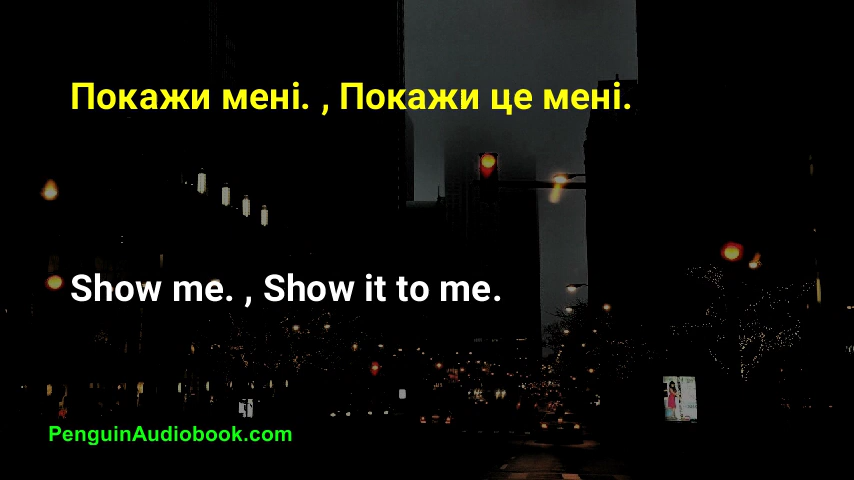 Покажи мені. , Покажи це мені.
Show me. , Show it to me.
PenguinAudiobook.com